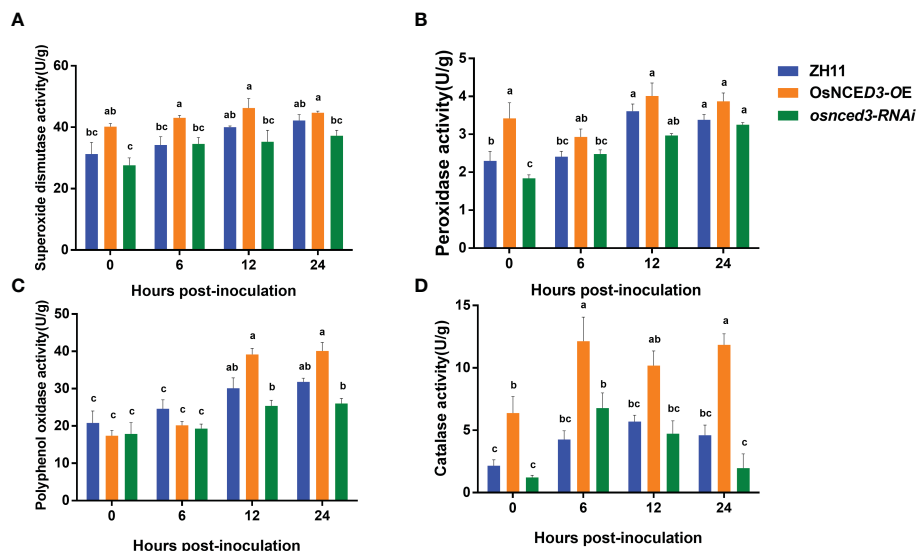 A
Superoxide dismutase activity(U/g)
80
60
40
20
0
bc ab c
bc a bc
ab a bc
ab ab bc
0 6 12 24
Hours post-inoculation
B
Peroxidase activity(U/g)
5
4
3
2
1
0
b a c
bc ab bc
a a ab
a a a
0 6 12 24
Hours post-inoculation
ZH11
OsNCED3-OE
osnced3-RNAi
C
Polyphenol oxidase activity(U/g)
50
40
30
20
10
0
c c c
c c c
ab a b
ab a b
0 6 12 24
Hours post-inoculation
D
Catalase activity(U/g)
15
10
5
0
c b c
bc a b
bc ab bc
bc a c
0 6 12 24
Hours post-inoculation